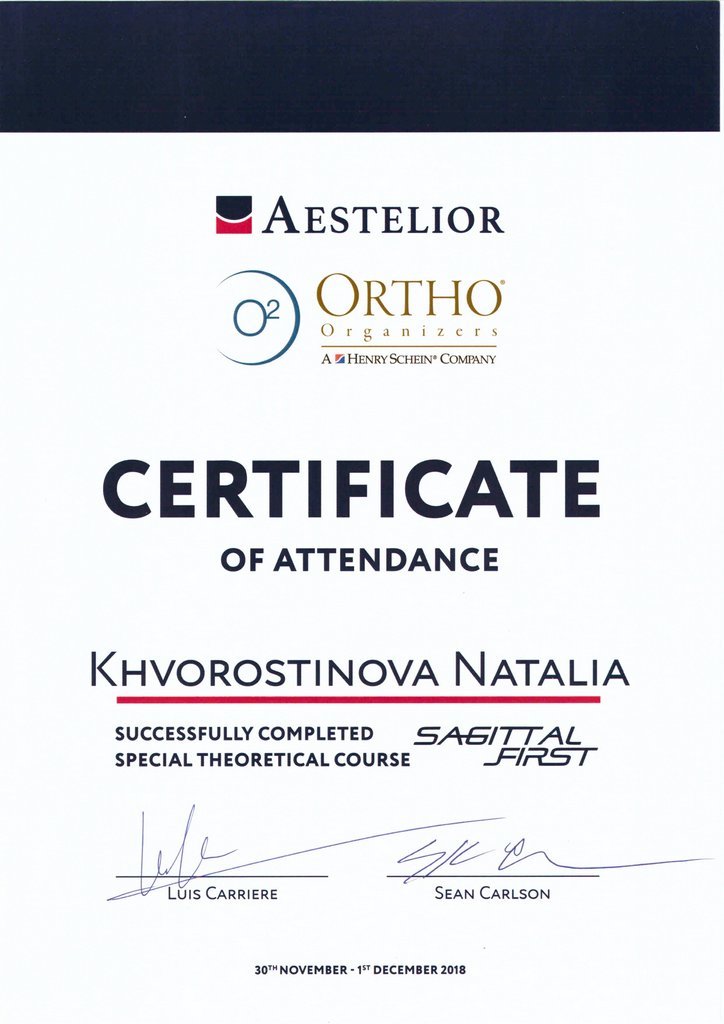 AESTELIOR
O²
ORTHO®
Organizers
A HENRY SCHEIN® COMPANY
CERTIFICATE
OF ATTENDANCE
KHVOROSTINOVA NATALIA
SUCCESSFULLY COMPLETED
SPECIAL THEORETICAL COURSE
SAGITTAL
FIRST
LUIS CARRIERE
SEAN CARLSON
30TH NOVEMBER - 1ST DECEMBER 2018